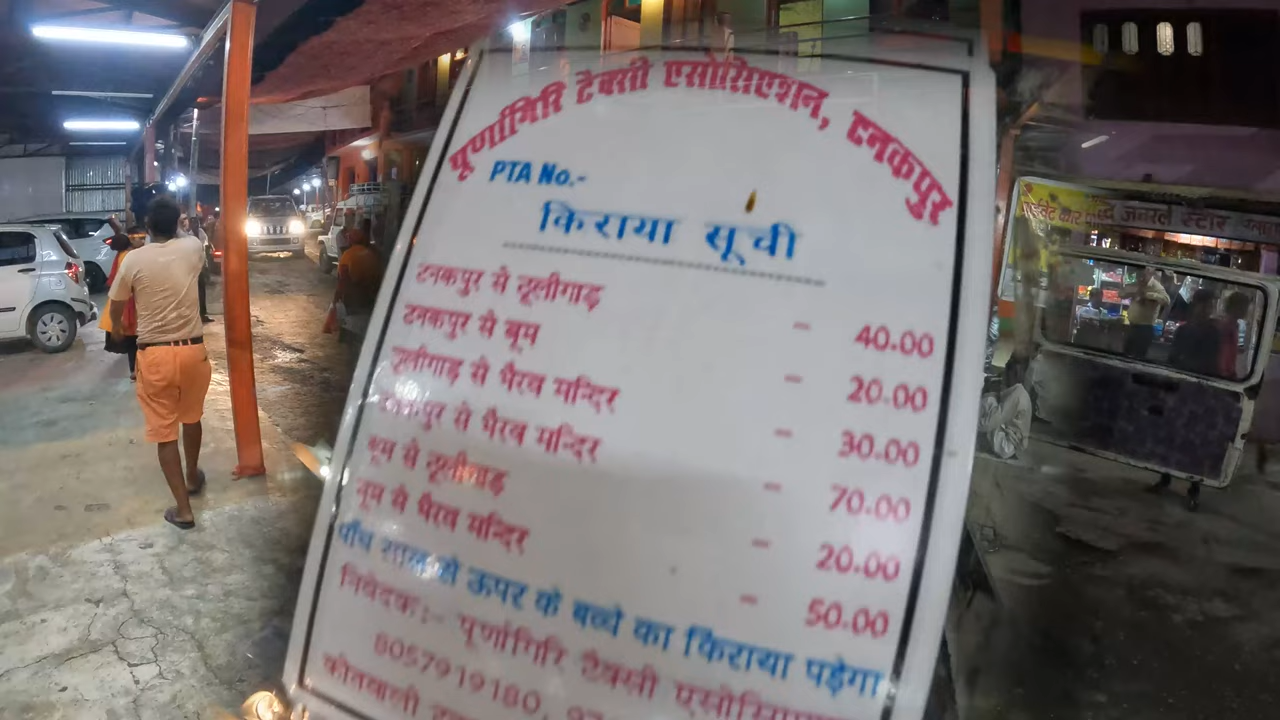 पूर्णागिरि टैक्सी एसोसिएशन, टनकपुर
PTA No.-
किराया सूची
टनकपुर से ठूलीगाड़ - 40.00
टनकपुर से बूम - 20.00
ठूलीगाड़ से भैरव मन्दिर - 30.00
टनकपुर से भैरव मन्दिर - 70.00
बूम से ठूलीगाड़ - 20.00
बूम से भैरव मन्दिर - 50.00
पाँच साल से ऊपर के बच्चे का किराया पड़ेगा
निवेदक:- पूर्णागिरि टैक्सी एसोसिएशन
8057919180,
कोतवाली
जनरल स्टोर